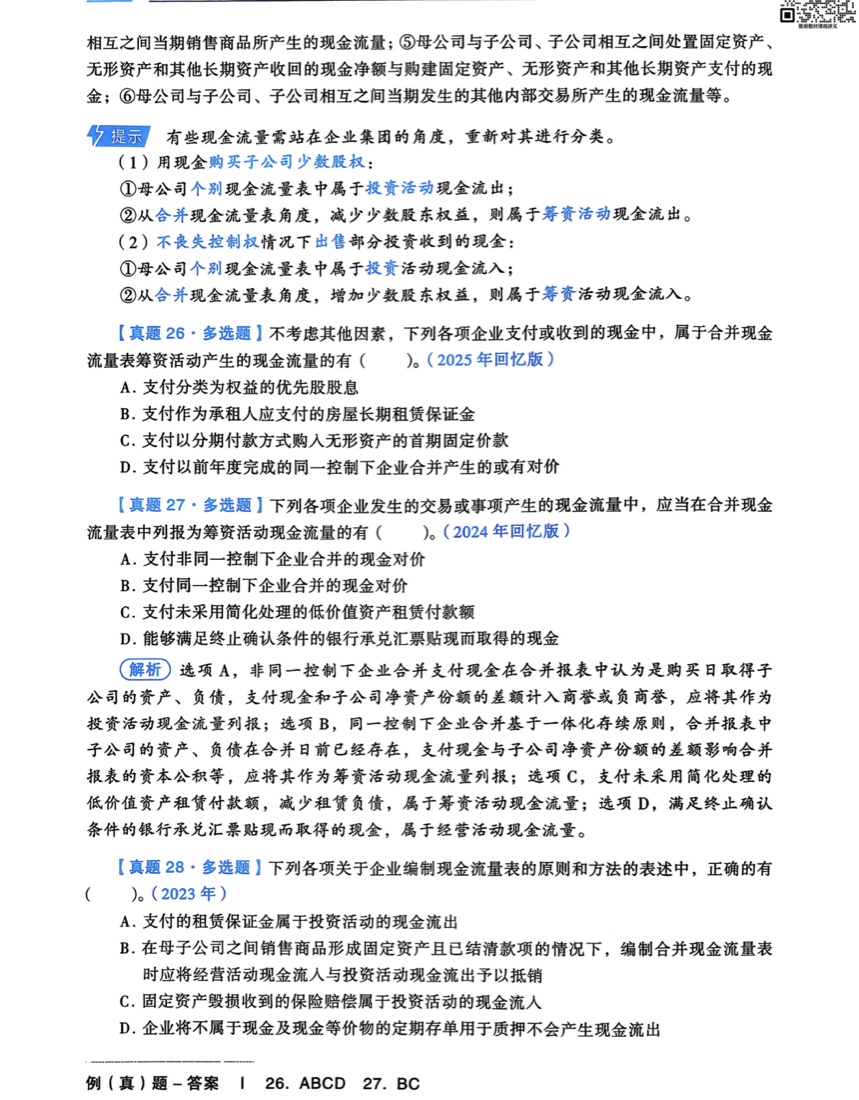 相互之间当期销售商品所产生的现金流量；⑤母公司与子公司、子公司相互之间处置固定资产、
无形资产和其他长期资产收回的现金净额与购建固定资产、无形资产和其他长期资产支付的现
金；⑥母公司与子公司、子公司相互之间当期发生的其他内部交易所产生的现金流量等。
提示 有些现金流量需站在企业集团的角度，重新对其进行分类。
（1）用现金购买子公司少数股权：
①母公司个别现金流量表中属于投资活动现金流出；
②从合并现金流量表角度，减少少数股东权益，则属于筹资活动现金流出。
（2）不丧失控制权情况下出售部分投资收到的现金：
①母公司个别现金流量表中属于投资活动现金流入；
②从合并现金流量表角度，增加少数股东权益，则属于筹资活动现金流入。
【真题 26·多选题】不考虑其他因素，下列各项企业支付或收到的现金中，属于合并现金
流量表筹资活动产生的现金流量的有（　　）。（2025 年回忆版）
A. 支付分类为权益的优先股股息
B. 支付作为承租人应支付的房屋长期租赁保证金
C. 支付以分期付款方式购入无形资产的首期固定价款
D. 支付以前年度完成的同一控制下企业合并产生的或有对价
【真题 27·多选题】下列各项企业发生的交易或事项产生的现金流量中，应当在合并现金
流量表中列报为筹资活动现金流量的有（　　）。（2024 年回忆版）
A. 支付非同一控制下企业合并的现金对价
B. 支付同一控制下企业合并的现金对价
C. 支付未采用简化处理的低价值资产租赁付款额
D. 能够满足终止确认条件的银行承兑汇票贴现而取得的现金
解析 选项 A，非同一控制下企业合并支付现金在合并报表中认为是购买日取得子
公司的资产、负债，支付现金和子公司净资产份额的差额计入商誉或负商誉，应将其作为
投资活动现金流量列报；选项 B，同一控制下企业合并基于一体化存续原则，合并报表中
子公司的资产、负债在合并日前已经存在，支付现金与子公司净资产份额的差额影响合并
报表的资本公积等，应将其作为筹资活动现金流量列报；选项 C，支付未采用简化处理的
低价值资产租赁付款额，减少租赁负债，属于筹资活动现金流量；选项 D，满足终止确认
条件的银行承兑汇票贴现而取得的现金，属于经营活动现金流量。
【真题 28·多选题】下列各项关于企业编制现金流量表的原则和方法的表述中，正确的有
（　　）。（2023 年）
A. 支付的租赁保证金属于投资活动的现金流出
B. 在母子公司之间销售商品形成固定资产且已结清款项的情况下，编制合并现金流量表
时应将经营活动现金流入与投资活动现金流出予以抵销
C. 固定资产毁损收到的保险赔偿属于投资活动的现金流入
D. 企业将不属于现金及现金等价物的定期存单用于质押不会产生现金流出
例（真）题－答案 | 26. ABCD 27. BC